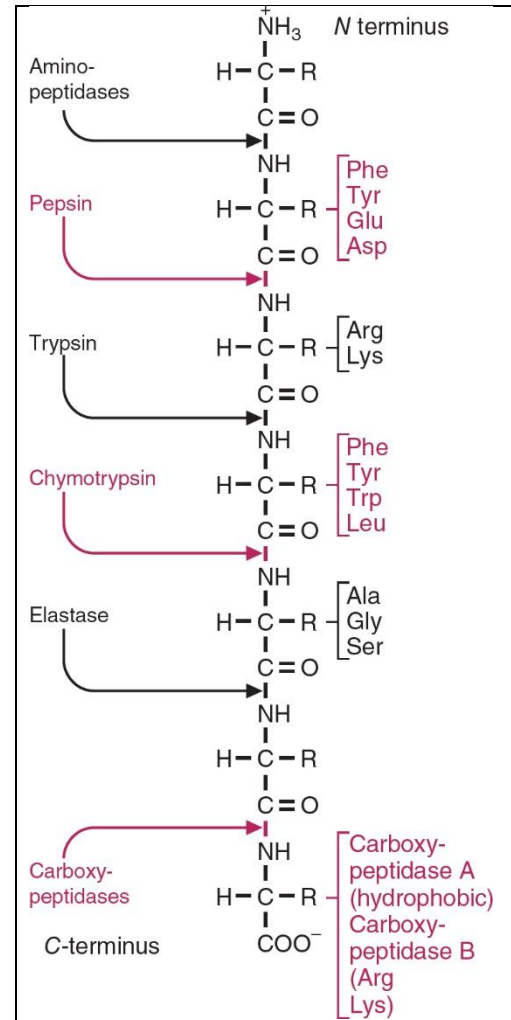 +
NH3 N terminus
Amino-
peptidases
H–C–R
C=O
NH
Pepsin
H–C–R
Phe
Tyr
Glu
Asp
C=O
NH
Trypsin
H–C–R
Arg
Lys
C=O
NH
Chymotrypsin
H–C–R
Phe
Tyr
Trp
Leu
C=O
NH
Elastase
H–C–R
Ala
Gly
Ser
C=O
NH
H–C–R
C=O
NH
Carboxy-
peptidases
H–C–R
Carboxy-
peptidase A
(hydrophobic)
Carboxy-
peptidase B
(Arg
Lys)
C-terminus
COO–